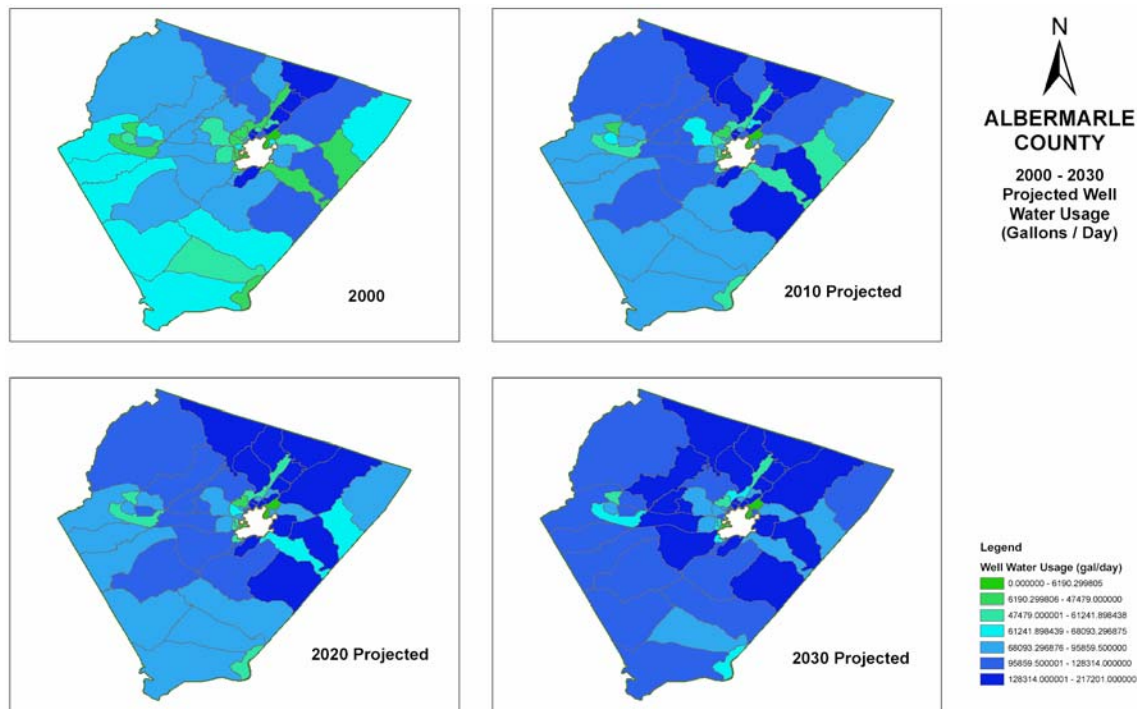 N
ALBERMARLE
COUNTY
2000 - 2030
Projected Well
Water Usage
(Gallons / Day)
2000
2010 Projected
2020 Projected
2030 Projected
Legend
Well Water Usage (gal/day)
0.000000 - 6190.299805
6190.299806 - 47479.000000
47479.000001 - 61241.898438
61241.898439 - 68093.296875
68093.296876 - 95859.500000
95859.500001 - 128314.000000
128314.000001 - 217201.000000